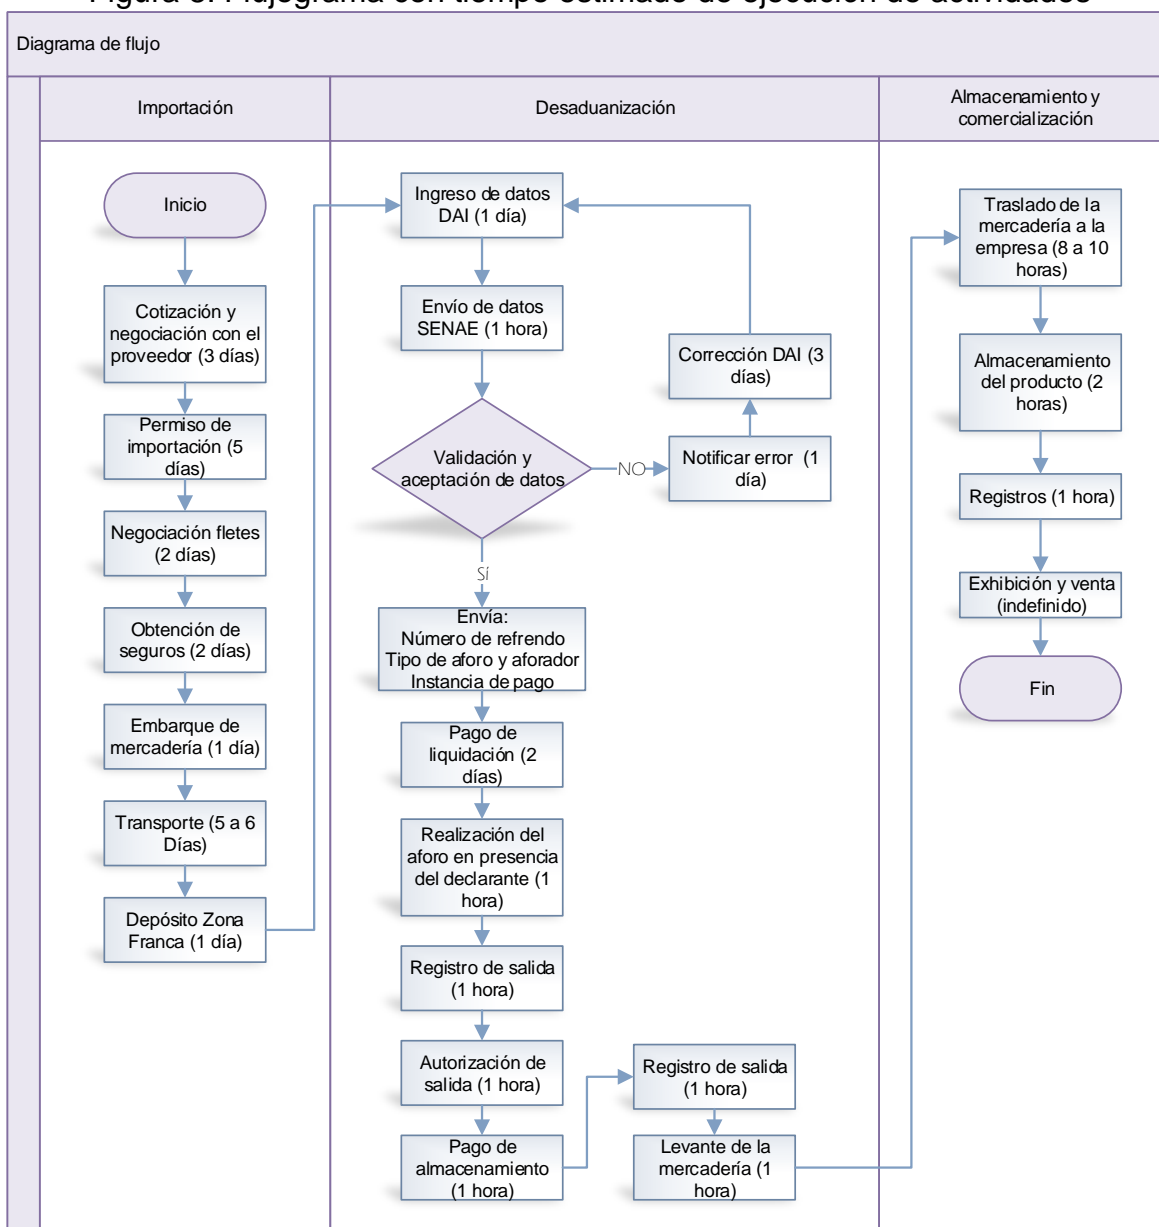 Figura 3. Flujograma con tiempo estimado de ejecución de actividades
Diagrama de flujo
Importación
Desaduanización
Almacenamiento y
comercialización
Inicio
Cotización y
negociación con el
proveedor (3 días)
Permiso de
importación (5
días)
Negociación fletes
(2 días)
Obtención de
seguros (2 días)
Embarque de
mercadería (1 día)
Transporte (5 a 6
Días)
Depósito Zona
Franca (1 día)
Ingreso de datos
DAI (1 día)
Envío de datos
SENAE (1 hora)
Validación y
aceptación de datos
NO
Notificar error (1
día)
Corrección DAI (3
días)
Sí
Envía:
Número de refrendo
Tipo de aforo y aforador
Instancia de pago
Pago de
liquidación (2
días)
Realización del
aforo en presencia
del declarante (1
hora)
Registro de salida
(1 hora)
Autorización de
salida (1 hora)
Pago de
almacenamiento
(1 hora)
Registro de salida
(1 hora)
Levante de la
mercadería (1
hora)
Traslado de la
mercadería a la
empresa (8 a 10
horas)
Almacenamiento
del producto (2
horas)
Registros (1 hora)
Exhibición y venta
(indefinido)
Fin